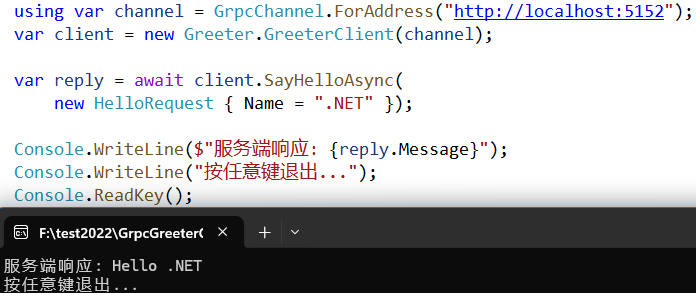 using var channel = GrpcChannel.ForAddress("http://localhost:5152");
var client = new Greeter.GreeterClient(channel);
var reply = await client.SayHelloAsync(
    new HelloRequest { Name = ".NET" });
Console.WriteLine($"服务端响应: {reply.Message}");
Console.WriteLine("按任意键退出...");
Console.ReadKey();
F:\test2022\GrpcGreeterC
服务端响应: Hello .NET
按任意键退出...